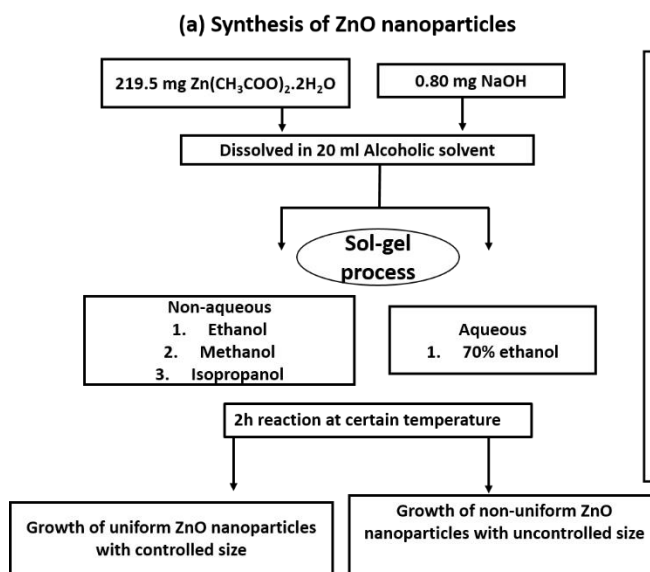 (a) Synthesis of ZnO nanoparticles
219.5 mg Zn(CH₃COO)₂.2H₂O
0.80 mg NaOH
Dissolved in 20 ml Alcoholic solvent
Sol-gel
process
Non-aqueous
1. Ethanol
2. Methanol
3. Isopropanol
Aqueous
1. 70% ethanol
2h reaction at certain temperature
Growth of uniform ZnO nanoparticles
with controlled size
Growth of non-uniform ZnO
nanoparticles with uncontrolled size